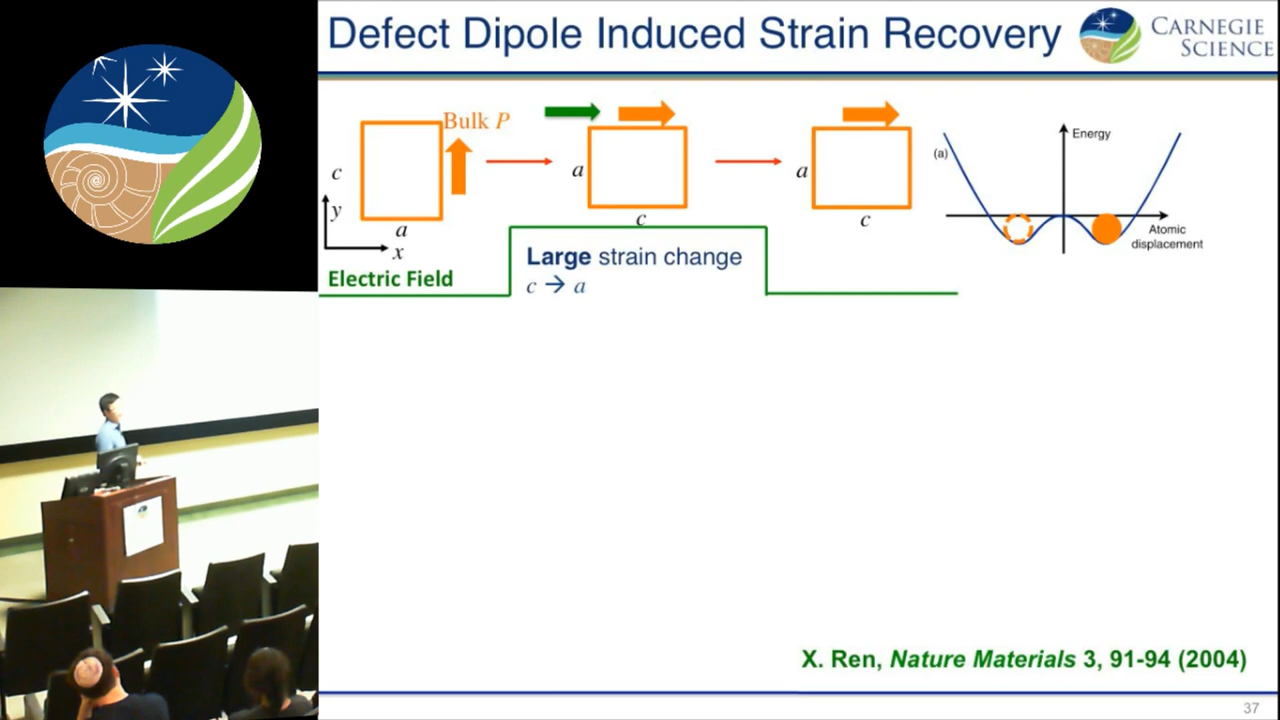 Defect Dipole Induced Strain Recovery
CARNEGIE
SCIENCE
Bulk P
c
y
a
x
a
c
a
c
(a)
Energy
Atomic
displacement
Electric Field
Large strain change
c → a
X. Ren, Nature Materials 3, 91-94 (2004)
37